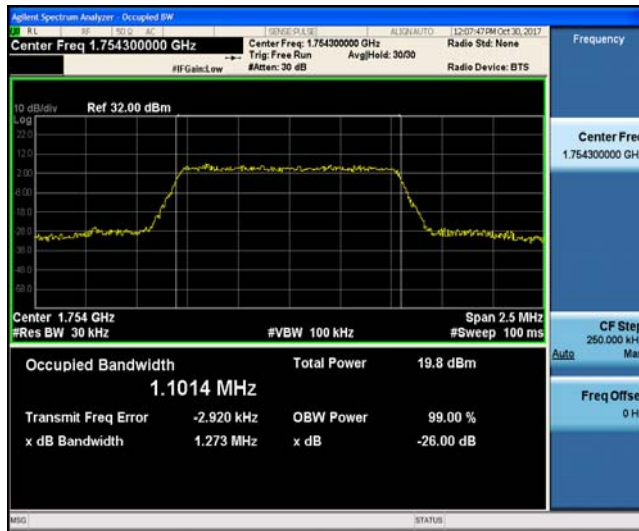 Agilent Spectrum Analyzer - Occupied BW
RL RF 50 Ω AC SENSE:PULSE ALIGN AUTO 12:07:47 PM Oct 30, 2017
Center Freq 1.754300000 GHz
Center Freq: 1.754300000 GHz
Radio Std: None
Trig: Free Run Avg|Hold: 30/30
#IFGain:Low #Atten: 30 dB Radio Device: BTS
10 dB/div Ref 32.00 dBm
Log
22.0
12.0
2.00
-8.00
-18.0
-28.0
-38.0
-48.0
-58.0
Center 1.754 GHz Span 2.5 MHz
#Res BW 30 kHz #VBW 100 kHz #Sweep 100 ms
Occupied Bandwidth Total Power 19.8 dBm
1.1014 MHz
Transmit Freq Error -2.920 kHz OBW Power 99.00 %
x dB Bandwidth 1.273 MHz x dB -26.00 dB
MSG STATUS
Frequency
Center Fre
1.754300000 GH
CF Step
250.000 kH
Auto Ma
Freq Offse
0 H